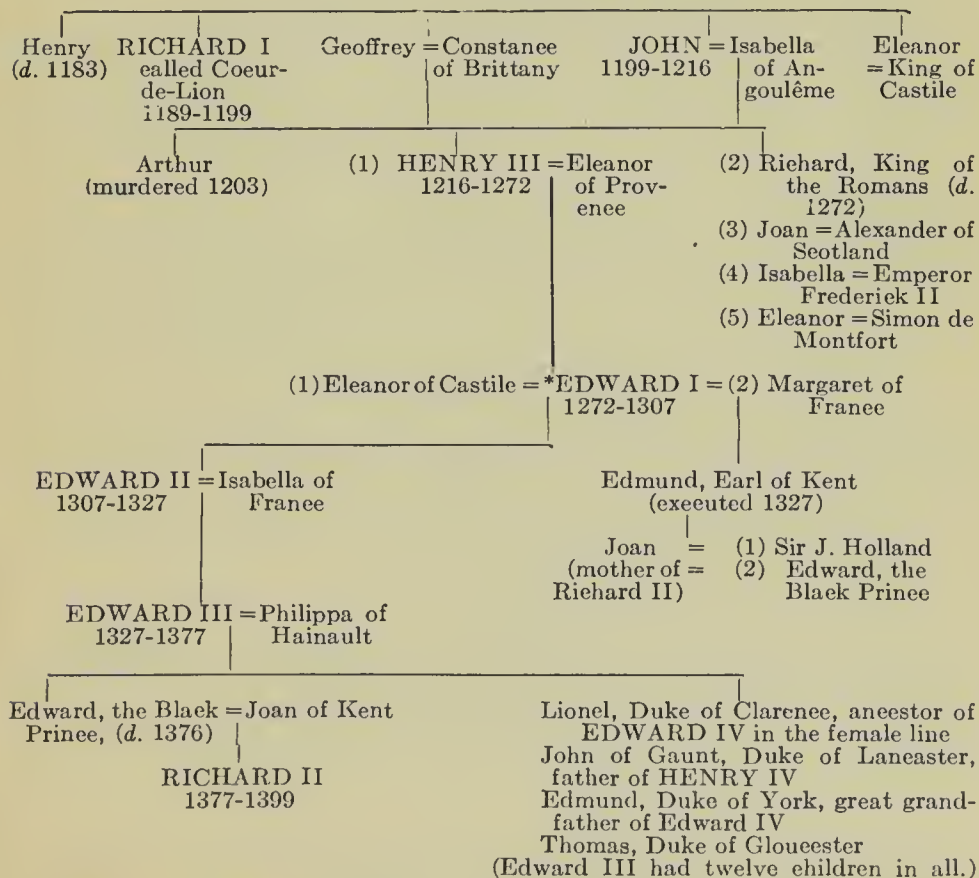 Henry RICHARD I Geoffrey = Constance JOHN = Isabella Eleanor
(d. 1183) called Coeur- of Brittany 1199-1216 of An- = King of
de-Lion goulême Castile
1189-1199
Arthur (1) HENRY III = Eleanor (2) Richard, King of
(murdered 1203) 1216-1272 of Prov- the Romans (d.
ence 1272)
(3) Joan = Alexander of
Scotland
(4) Isabella = Emperor
Frederick II
(5) Eleanor = Simon de
Montfort
(1) Eleanor of Castile = *EDWARD I = (2) Margaret of
1272-1307 France
EDWARD II = Isabella of Edmund, Earl of Kent
1307-1327 France (executed 1327)
Joan = (1) Sir J. Holland
(mother of = (2) Edward, the
Richard II) Black Prince
EDWARD III = Philippa of
1327-1377 Hainault
Edward, the Black = Joan of Kent Lionel, Duke of Clarence, ancestor of
Prince, (d. 1376) EDWARD IV in the female line
RICHARD II John of Gaunt, Duke of Lancaster,
1377-1399 father of HENRY IV
Edmund, Duke of York, great grand-
father of Edward IV
Thomas, Duke of Gloucester
(Edward III had twelve children in all.)